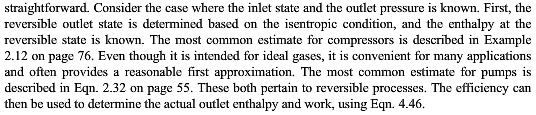 straightforward. Consider the case where the inlet state and the outlet pressure is known. First, the
reversible outlet state is determined based on the isentropic condition, and the enthalpy at the
reversible state is known. The most common estimate for compressors is described in Example
2.12 on page 76. Even though it is intended for ideal gases, it is convenient for many applications
and often provides a reasonable first approximation. The most common estimate for pumps is
described in Eqn. 2.32 on page 55. These both pertain to reversible processes. The efficiency can
then be used to determine the actual outlet enthalpy and work, using Eqn. 4.46.